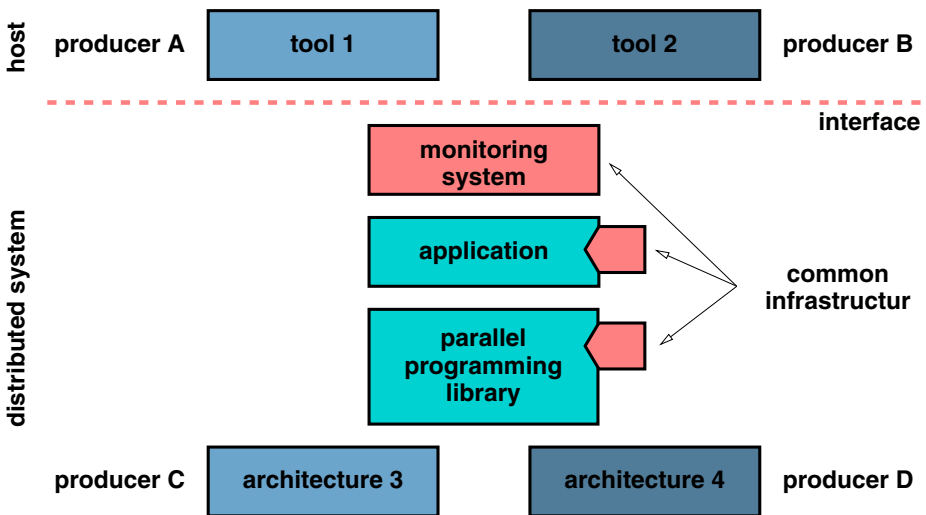 host
producer A
tool 1
tool 2
producer B
interface
monitoring
system
distributed system
application
common
infrastructur
parallel
programming
library
producer C
architecture 3
architecture 4
producer D